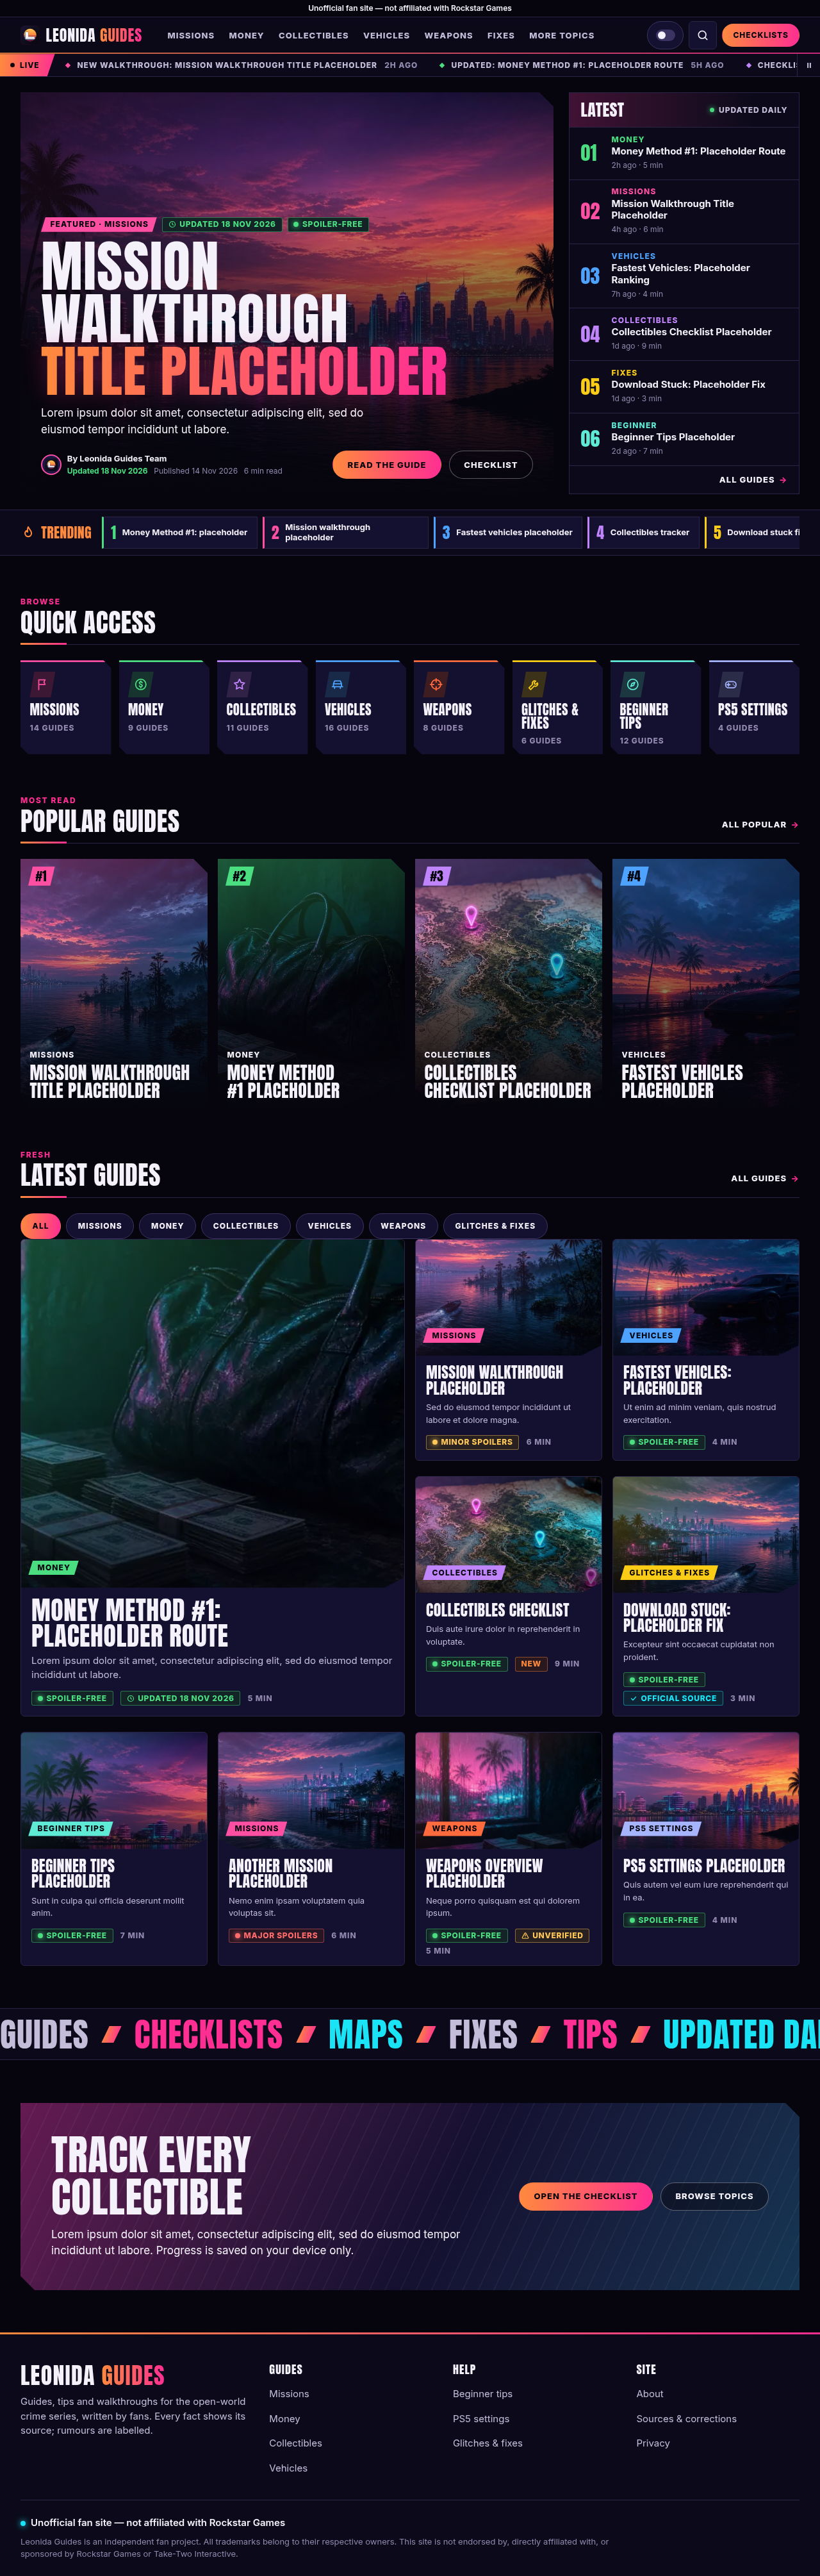 Unofficial fan site — not affiliated with Rockstar Games
LEONIDA GUIDES
MISSIONS MONEY COLLECTIBLES VEHICLES WEAPONS FIXES MORE TOPICS
CHECKLISTS
LIVE
NEW WALKTHROUGH: MISSION WALKTHROUGH TITLE PLACEHOLDER 2H AGO
UPDATED: MONEY METHOD #1: PLACEHOLDER ROUTE 5H AGO
FEATURED · MISSIONS
UPDATED 18 NOV 2026
SPOILER-FREE
MISSION
WALKTHROUGH
TITLE PLACEHOLDER
Lorem ipsum dolor sit amet, consectetur adipiscing elit, sed do
eiusmod tempor incididunt ut labore.
By Leonida Guides Team
Updated 18 Nov 2026 Published 14 Nov 2026 6 min read
READ THE GUIDE
CHECKLIST
LATEST
UPDATED DAILY
01
MONEY
Money Method #1: Placeholder Route
2h ago · 5 min
02
MISSIONS
Mission Walkthrough Title
Placeholder
4h ago · 6 min
03
VEHICLES
Fastest Vehicles: Placeholder
Ranking
7h ago · 4 min
04
COLLECTIBLES
Collectibles Checklist Placeholder
1d ago · 9 min
05
FIXES
Download Stuck: Placeholder Fix
1d ago · 3 min
06
BEGINNER
Beginner Tips Placeholder
2d ago · 7 min
ALL GUIDES →
TRENDING
1 Money Method #1: placeholder
2 Mission walkthrough
placeholder
3 Fastest vehicles placeholder
4 Collectibles tracker
5 Download stuck fi
BROWSE
QUICK ACCESS
MISSIONS
14 GUIDES
MONEY
9 GUIDES
COLLECTIBLES
11 GUIDES
VEHICLES
16 GUIDES
WEAPONS
8 GUIDES
GLITCHES &
FIXES
6 GUIDES
BEGINNER
TIPS
12 GUIDES
PS5 SETTINGS
4 GUIDES
MOST READ
POPULAR GUIDES
ALL POPULAR →
#1
MISSIONS
MISSION WALKTHROUGH
TITLE PLACEHOLDER
#2
MONEY
MONEY METHOD
#1 PLACEHOLDER
#3
COLLECTIBLES
COLLECTIBLES
CHECKLIST PLACEHOLDER
#4
VEHICLES
FASTEST VEHICLES
PLACEHOLDER
FRESH
LATEST GUIDES
ALL GUIDES →
ALL MISSIONS MONEY COLLECTIBLES VEHICLES WEAPONS GLITCHES & FIXES
MONEY
MONEY METHOD #1:
PLACEHOLDER ROUTE
Lorem ipsum dolor sit amet, consectetur adipiscing elit, sed do eiusmod tempor
incididunt ut labore.
SPOILER-FREE UPDATED 18 NOV 2026 5 MIN
MISSIONS
MISSION WALKTHROUGH
PLACEHOLDER
Sed do eiusmod tempor incididunt ut
labore et dolore magna.
MINOR SPOILERS 6 MIN
VEHICLES
FASTEST VEHICLES:
PLACEHOLDER
Ut enim ad minim veniam, quis nostrud
exercitation.
SPOILER-FREE 4 MIN
COLLECTIBLES
COLLECTIBLES CHECKLIST
Duis aute irure dolor in reprehenderit in
voluptate.
SPOILER-FREE NEW 9 MIN
GLITCHES & FIXES
DOWNLOAD STUCK:
PLACEHOLDER FIX
Excepteur sint occaecat cupidatat non
proident.
SPOILER-FREE
OFFICIAL SOURCE 3 MIN
BEGINNER TIPS
BEGINNER TIPS
PLACEHOLDER
Sunt in culpa qui officia deserunt mollit
anim.
SPOILER-FREE 7 MIN
MISSIONS
ANOTHER MISSION
PLACEHOLDER
Nemo enim ipsam voluptatem quia
voluptas sit.
MAJOR SPOILERS 6 MIN
WEAPONS
WEAPONS OVERVIEW
PLACEHOLDER
Neque porro quisquam est qui dolorem
ipsum.
SPOILER-FREE UNVERIFIED
5 MIN
PS5 SETTINGS
PS5 SETTINGS PLACEHOLDER
Quis autem vel eum iure reprehenderit qui
in ea.
SPOILER-FREE 4 MIN
GUIDES CHECKLISTS MAPS FIXES TIPS UPDATED DAI
TRACK EVERY
COLLECTIBLE
Lorem ipsum dolor sit amet, consectetur adipiscing elit, sed do eiusmod tempor
incididunt ut labore. Progress is saved on your device only.
OPEN THE CHECKLIST
BROWSE TOPICS
LEONIDA GUIDES
Guides, tips and walkthroughs for the open-world
crime series, written by fans. Every fact shows its
source; rumours are labelled.
GUIDES
Missions
Money
Collectibles
Vehicles
HELP
Beginner tips
PS5 settings
Glitches & fixes
SITE
About
Sources & corrections
Privacy
Unofficial fan site — not affiliated with Rockstar Games
Leonida Guides is an independent fan project. All trademarks belong to their respective owners. This site is not endorsed by, directly affiliated with, or
sponsored by Rockstar Games or Take-Two Interactive.